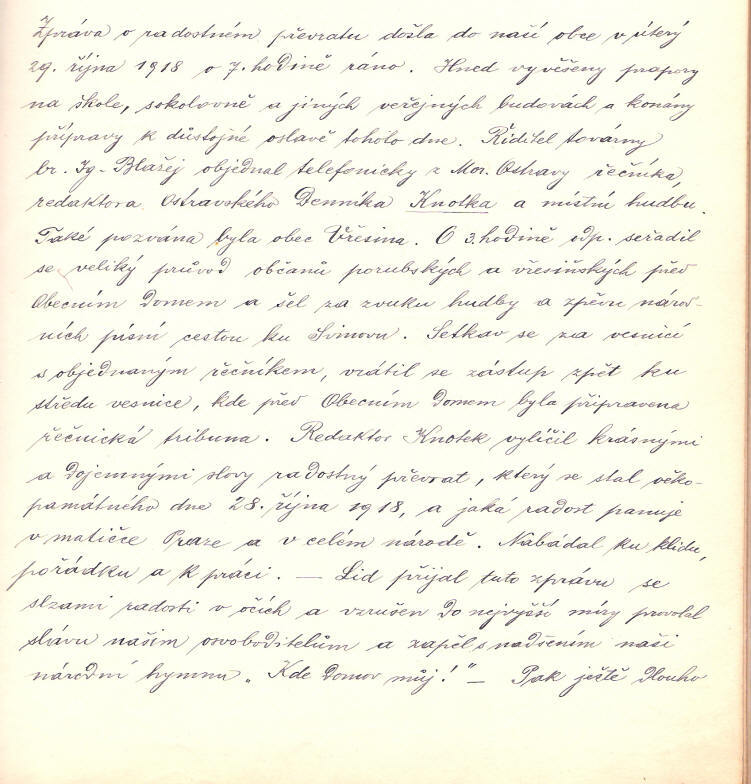 Zpráva o radostném převratu došla do naší obce v úterý
29. října 1918 o 7. hodině ráno. Hned vyvěšeny prapory
na škole, sokolovně a jiných veřejných budovách a konány
přípravy k důstojné oslavě tohoto dne. Ředitel továrny
br. Ig. Blažej objednal telefonicky z Mor. Ostravy řečníka,
redaktora Ostravského Denníka Knotka a místní hudbu.
Také pozvána byla obec Vřesina. O 3. hodině odp. seřadil
se veliký průvod občanů porubských a vřesiňských před
Obecním Domem a šel za zvuku hudby a zpěvu národ-
ních písní cestou ku Svinovu. Setkav se za vesnicí
s objednaným řečníkem, vrátil se zástup zpět ku
středu vesnice, kde před Obecním Domem byla připravena
řečnická tribuna. Redaktor Knotek vylíčil krásnými
a dojemnými slovy radostný převrat, který se stal věko-
památného dne 28. října 1918, a jaká radost panuje
v matičce Praze a v celém národě. Nabádal ku klidu,
pořádku a k práci. — Lid přijal tuto zprávu se
slzami radosti v očích a vzrušen do nejvyšší míry provolal
slávu našim osvoboditelům a zapěl s nadšením naši
národní hymnu „Kde Domov můj!" — Pak ještě dlouho